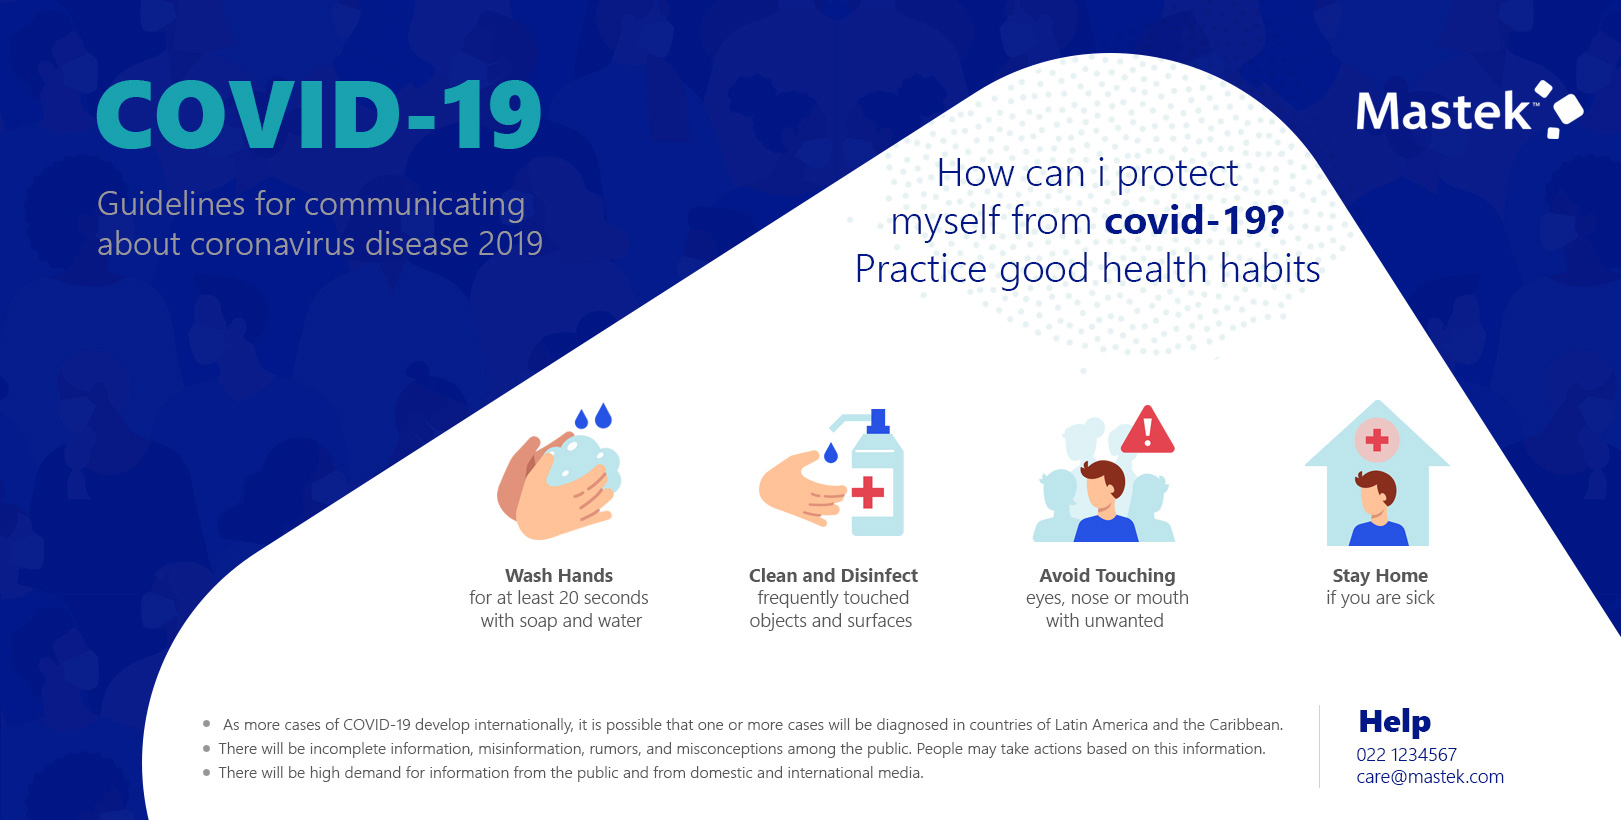 COVID-19
Guidelines for communicating
about coronavirus disease 2019
Mastek™
How can i protect
myself from covid-19?
Practice good health habits
Wash Hands
for at least 20 seconds
with soap and water
Clean and Disinfect
frequently touched
objects and surfaces
Avoid Touching
eyes, nose or mouth
with unwanted
Stay Home
if you are sick
• As more cases of COVID-19 develop internationally, it is possible that one or more cases will be diagnosed in countries of Latin America and the Caribbean.
• There will be incomplete information, misinformation, rumors, and misconceptions among the public. People may take actions based on this information.
• There will be high demand for information from the public and from domestic and international media.
Help
022 1234567
care@mastek.com